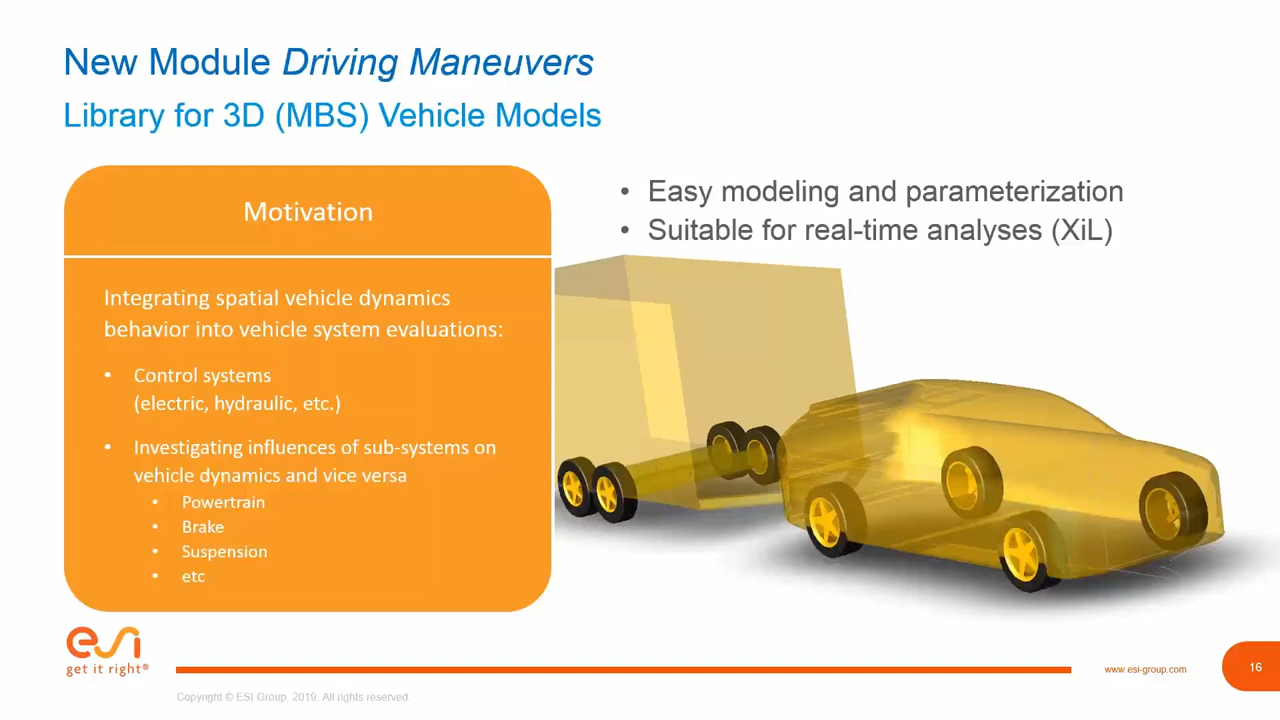 New Module Driving Maneuvers
Library for 3D (MBS) Vehicle Models
Motivation
Integrating spatial vehicle dynamics
behavior into vehicle system evaluations:
• Control systems
(electric, hydraulic, etc.)
• Investigating influences of sub-systems on
vehicle dynamics and vice versa
• Powertrain
• Brake
• Suspension
• etc
• Easy modeling and parameterization
• Suitable for real-time analyses (XiL)
esi
get it right®
www.esi-group.com
16
Copyright © ESI Group. 2019. All rights reserved.